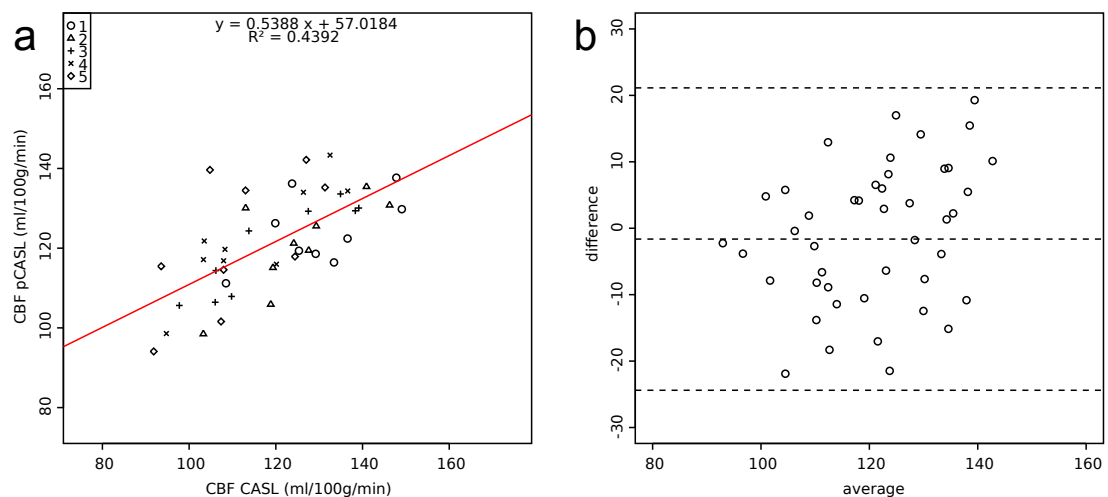 a
1
2
3
4
5
y = 0.5388 x + 57.0184
R² = 0.4392
160
140
120
100
80
CBF pCASL (ml/100g/min)
80 100 120 140 160
CBF CASL (ml/100g/min)
b
30
20
10
0
-10
-20
-30
difference
80 100 120 140 160
average